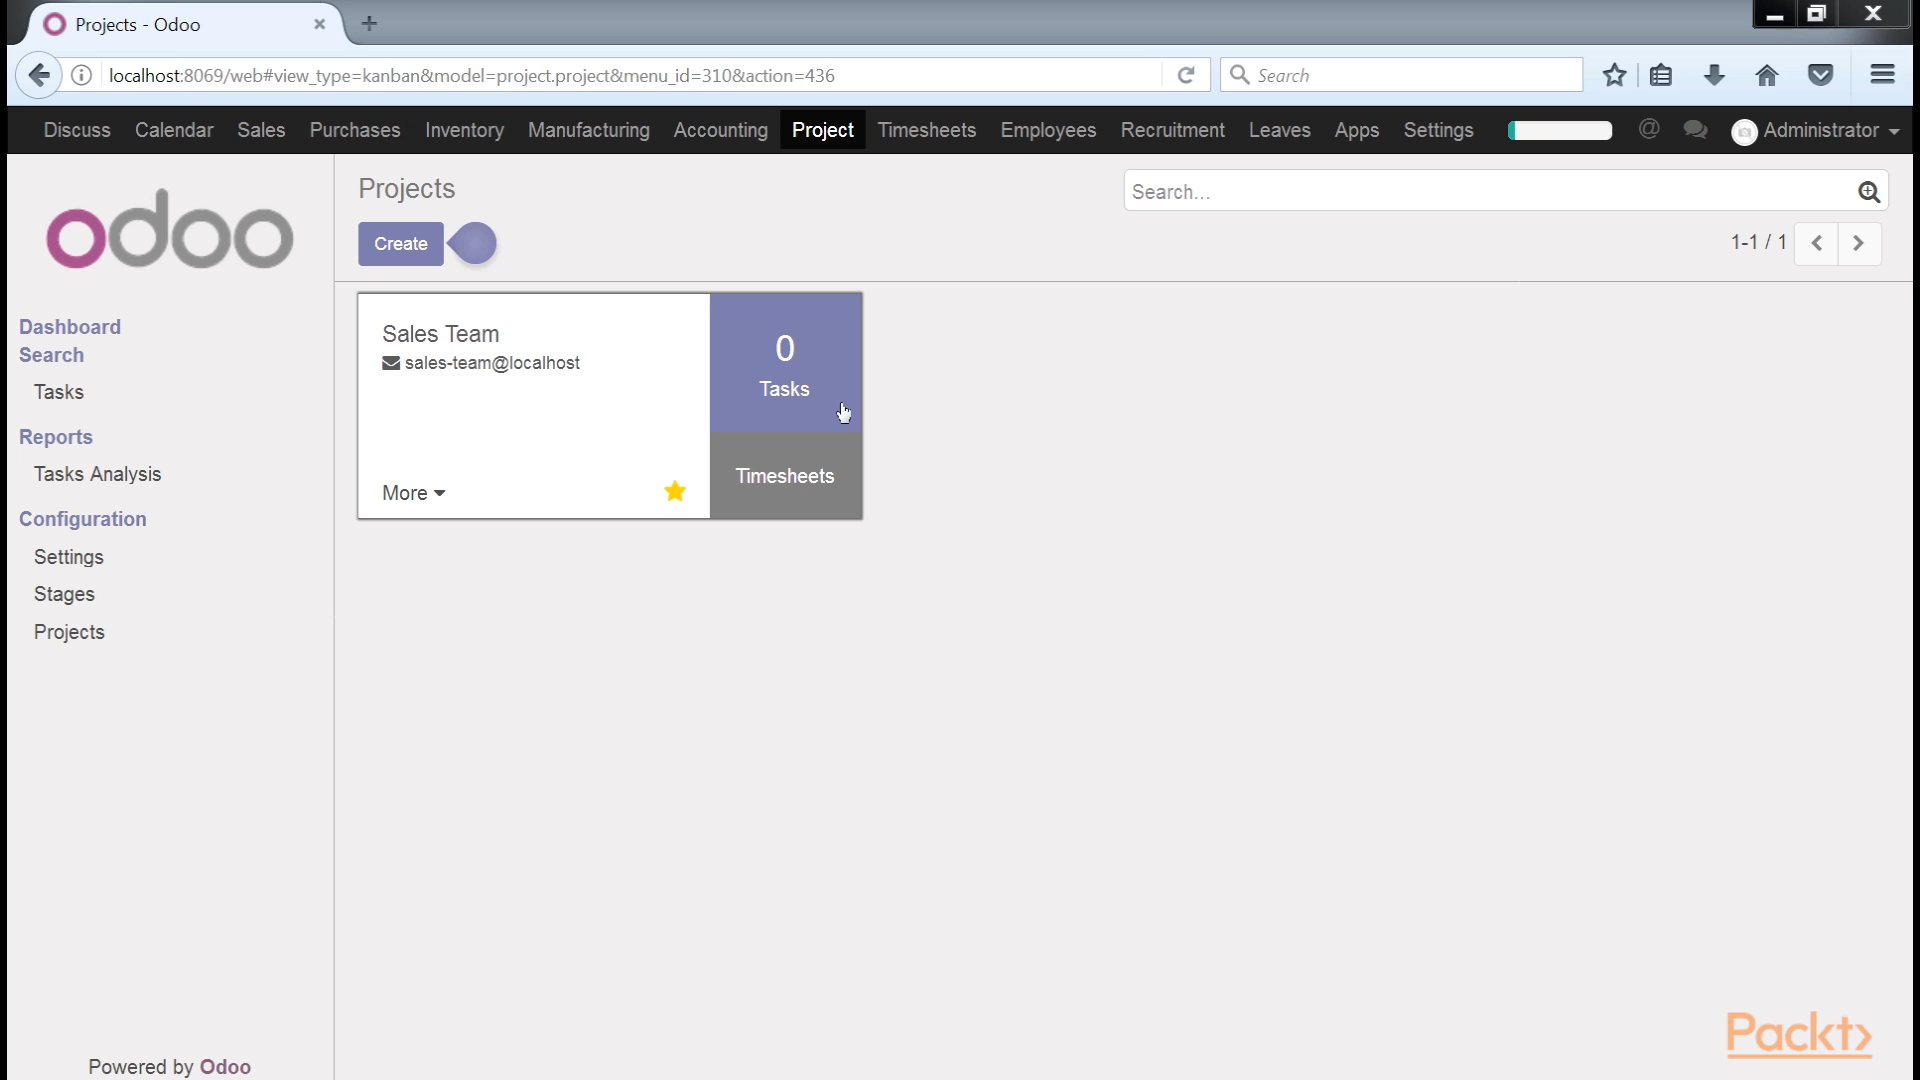 Projects - Odoo
localhost:8069/web#view_type=kanban&model=project.project&menu_id=310&action=436
Search
Discuss Calendar Sales Purchases Inventory Manufacturing Accounting Project Timesheets Employees Recruitment Leaves Apps Settings @ Administrator
odoo
Projects
Search...
Create
1-1 / 1
Dashboard
Search
Tasks
Reports
Tasks Analysis
Configuration
Settings
Stages
Projects
Sales Team
sales-team@localhost
More
0
Tasks
Timesheets
Powered by Odoo
Packt>